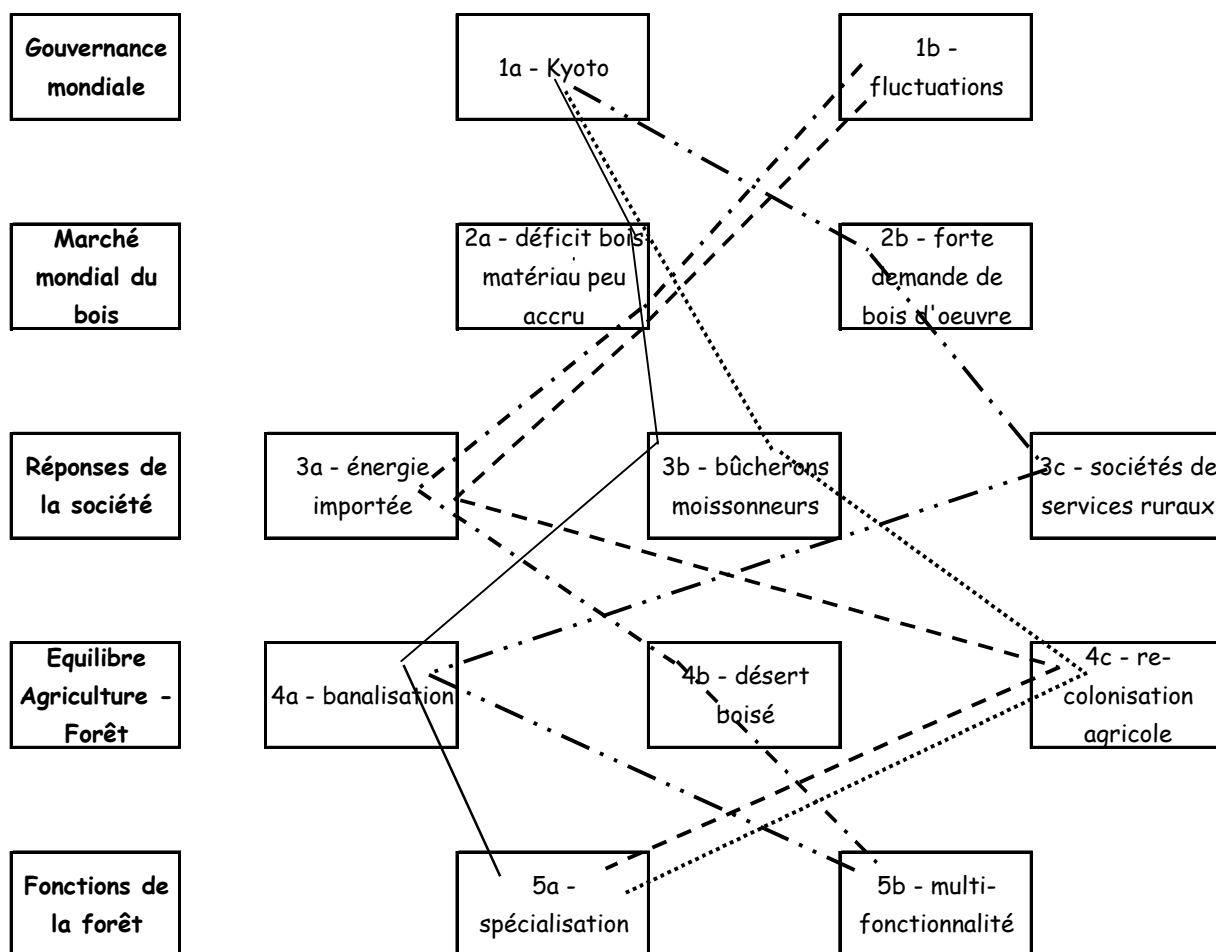 Gouvernance
mondiale
1a - Kyoto
1b -
fluctuations
Marché
mondial du
bois
2a - déficit bois-
matériau peu
accru
2b - forte
demande de
bois d'oeuvre
Réponses de
la société
3a - énergie
importée
3b - bûcherons
moissonneurs
3c - sociétés de
services ruraux
Equilibre
Agriculture -
Forêt
4a - banalisation
4b - désert
boisé
4c - re-
colonisation
agricole
Fonctions de
la forêt
5a -
spécialisation
5b - multi-
fonctionnalité